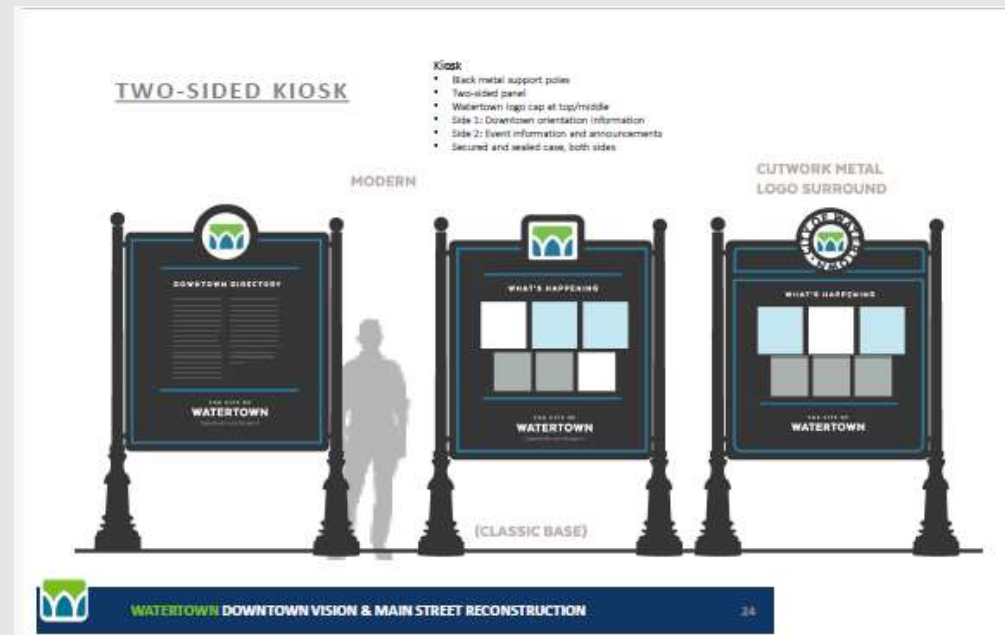 TWO-SIDED KIOSK
Kiosk
• Black metal support poles
• Two-sided panel
• Watertown logo cap at top/middle
• Side 1: Downtown orientation information
• Side 2: Event information and announcements
• Secured and sealed case, both sides
MODERN
CUTWORK METAL
LOGO SURROUND
DOWNTOWN DIRECTORY
THE CITY OF
WATERTOWN
WHAT'S HAPPENING
THE CITY OF
WATERTOWN
CITY OF WATERTOWN
WHAT'S HAPPENING
THE CITY OF
WATERTOWN
(CLASSIC BASE)
WATERTOWN DOWNTOWN VISION & MAIN STREET RECONSTRUCTION
24